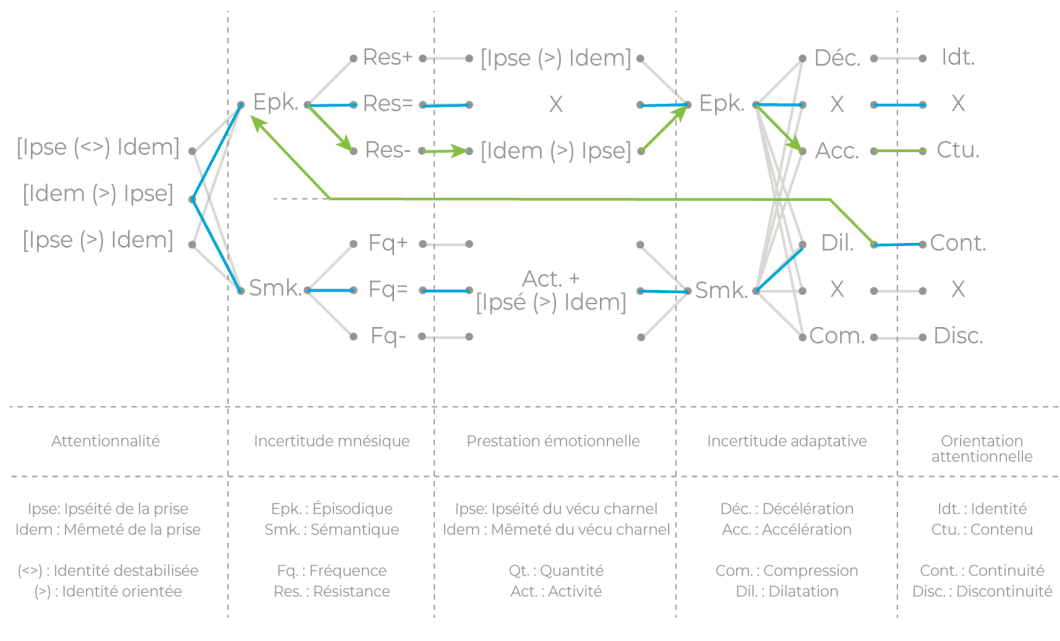 Res+ [Ipse (>) Idem] Déc. Idt.
Epk. Res= X Epk. X X
[Ipse (<>) Idem] Res- [Idem (>) Ipse] Acc. Ctu.
[Idem (>) Ipse]
[Ipse (>) Idem] Fq+ Dil. Cont.
Act. +
Smk. Fq= [Ipsé (>) Idem] Smk. X X
Fq- Com. Disc.
Attentionnalité Incertitude mnésique Prestation émotionnelle Incertitude adaptative Orientation
attentionnelle
Ipse: Ipséité de la prise Epk. : Épisodique Ipse: Ipséité du vécu charnel Déc. : Décélération Idt. : Identité
Idem : Mêmeté de la prise Smk. : Sémantique Idem : Mêmeté du vécu charnel Acc. : Accélération Ctu. : Contenu
(<>) : Identité destabilisée Fq. : Fréquence Qt. : Quantité Com. : Compression Cont. : Continuité
(>) : Identité orientée Res. : Résistance Act. : Activité Dil. : Dilatation Disc. : Discontinuité